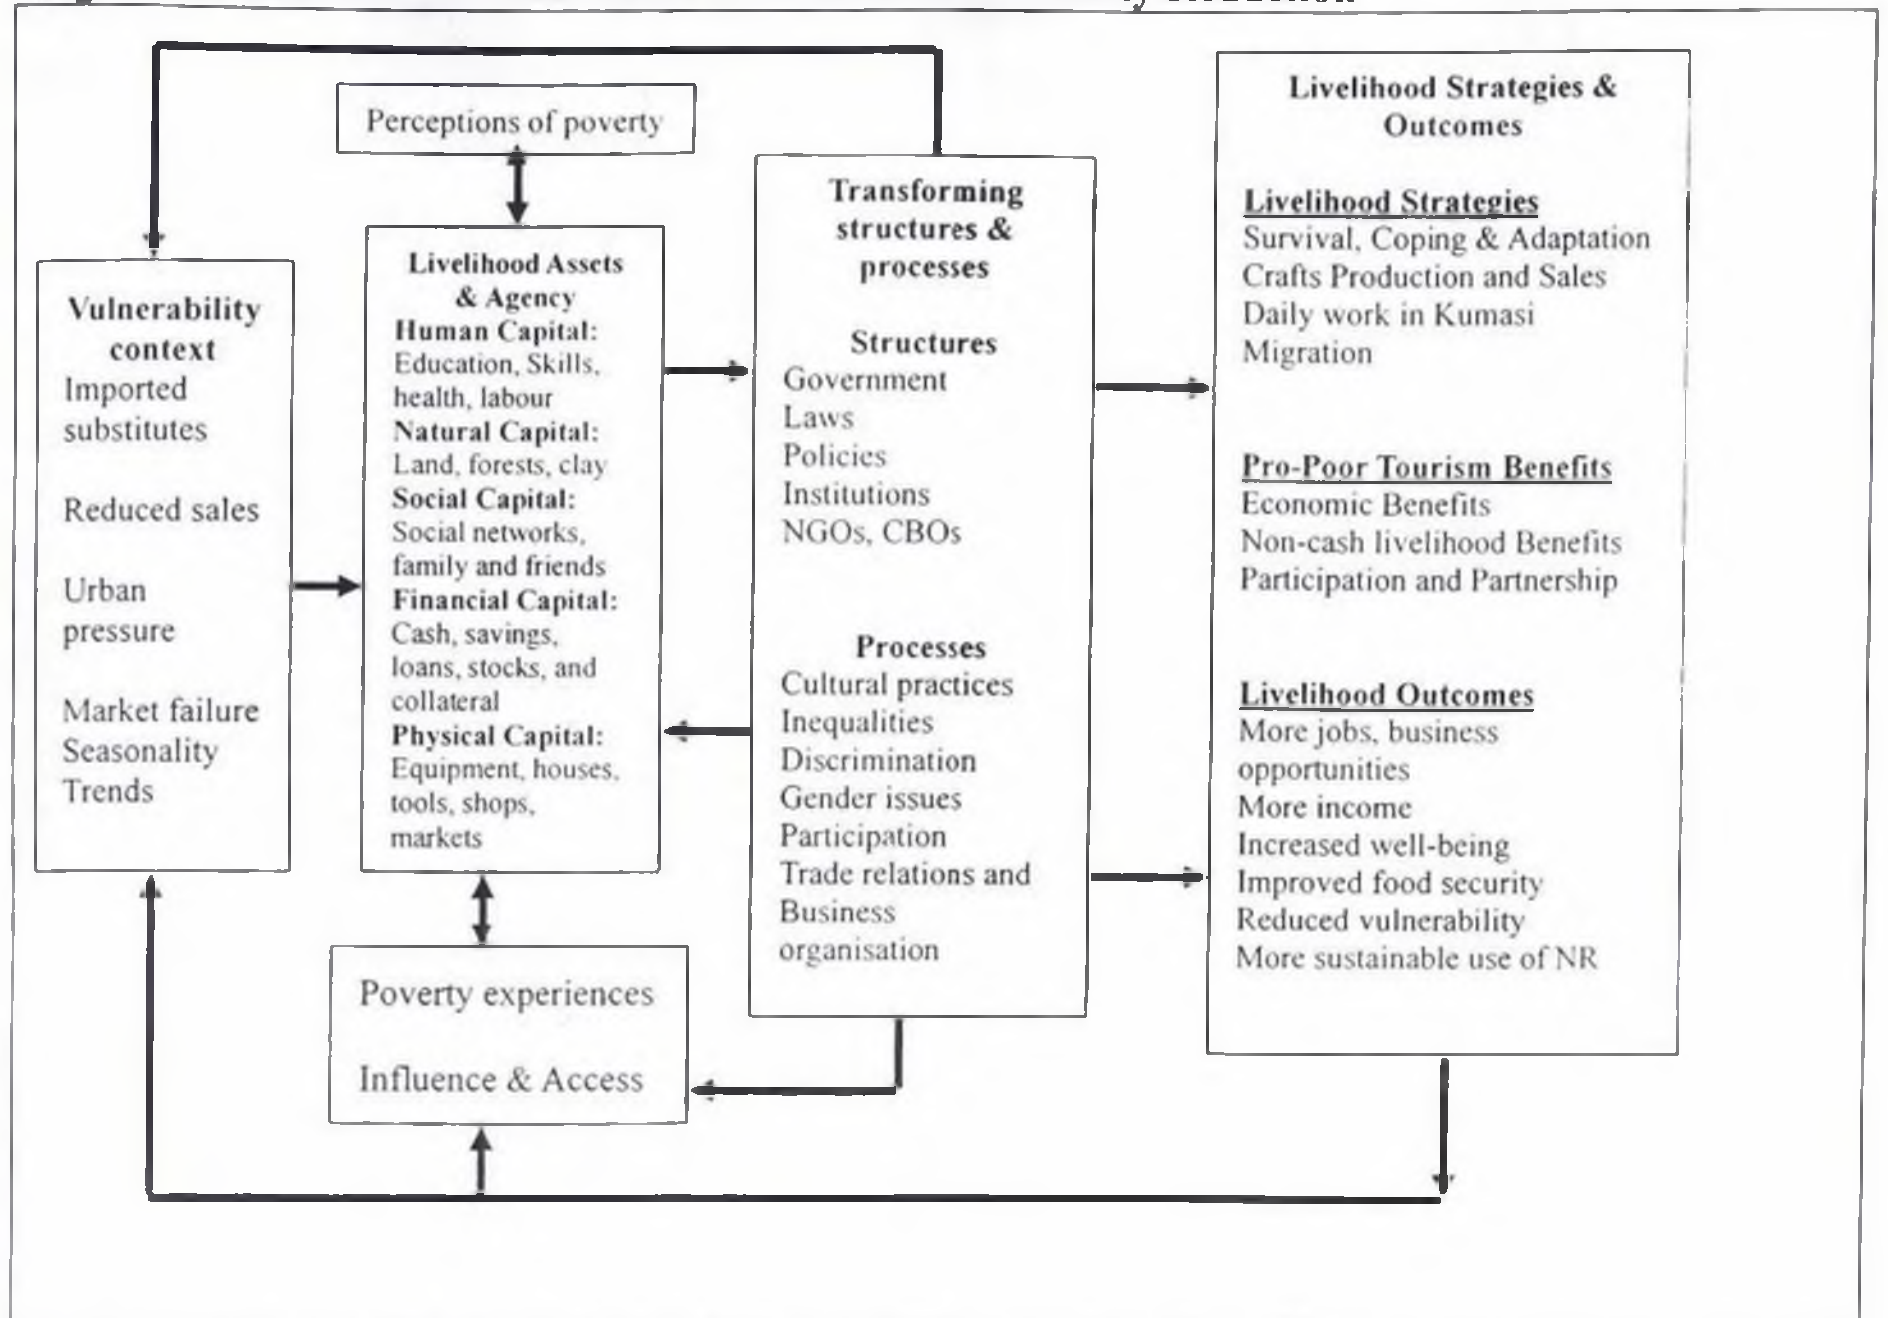 Perceptions of poverty
Vulnerability
context
Imported
substitutes
Reduced sales
Urban
pressure
Market failure
Seasonality
Trends
Livelihood Assets
& Agency
Human Capital:
Education, Skills,
health, labour
Natural Capital:
Land, forests, clay
Social Capital:
Social networks,
family and friends
Financial Capital:
Cash, savings,
loans, stocks, and
collateral
Physical Capital:
Equipment, houses,
tools, shops,
markets
Poverty experiences
Influence & Access
Transforming
structures &
processes
Structures
Government
Laws
Policies
Institutions
NGOs, CBOs
Processes
Cultural practices
Inequalities
Discrimination
Gender issues
Participation
Trade relations and
Business
organisation
Livelihood Strategies &
Outcomes
Livelihood Strategies
Survival, Coping & Adaptation
Crafts Production and Sales
Daily work in Kumasi
Migration
Pro-Poor Tourism Benefits
Economic Benefits
Non-cash livelihood Benefits
Participation and Partnership
Livelihood Outcomes
More jobs, business
opportunities
More income
Increased well-being
Improved food security
Reduced vulnerability
More sustainable use of NR